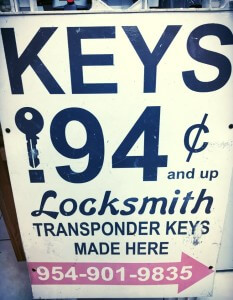 KEYS
94¢ and up
Locksmith
TRANSPONDER KEYS
MADE HERE
954-901-9835